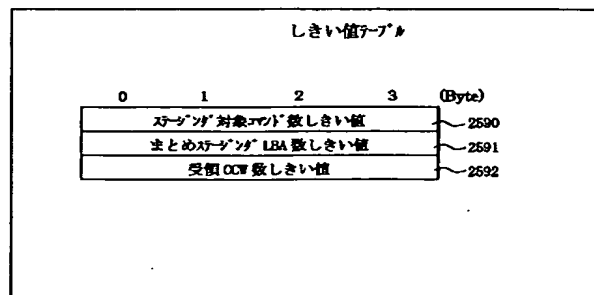 しきい値テーブル
0 1 2 3 (Byte)
ステージング対象コマンド数しきい値 2590
まとめステージングLBA数しきい値 2591
受領CCW数しきい値 2592